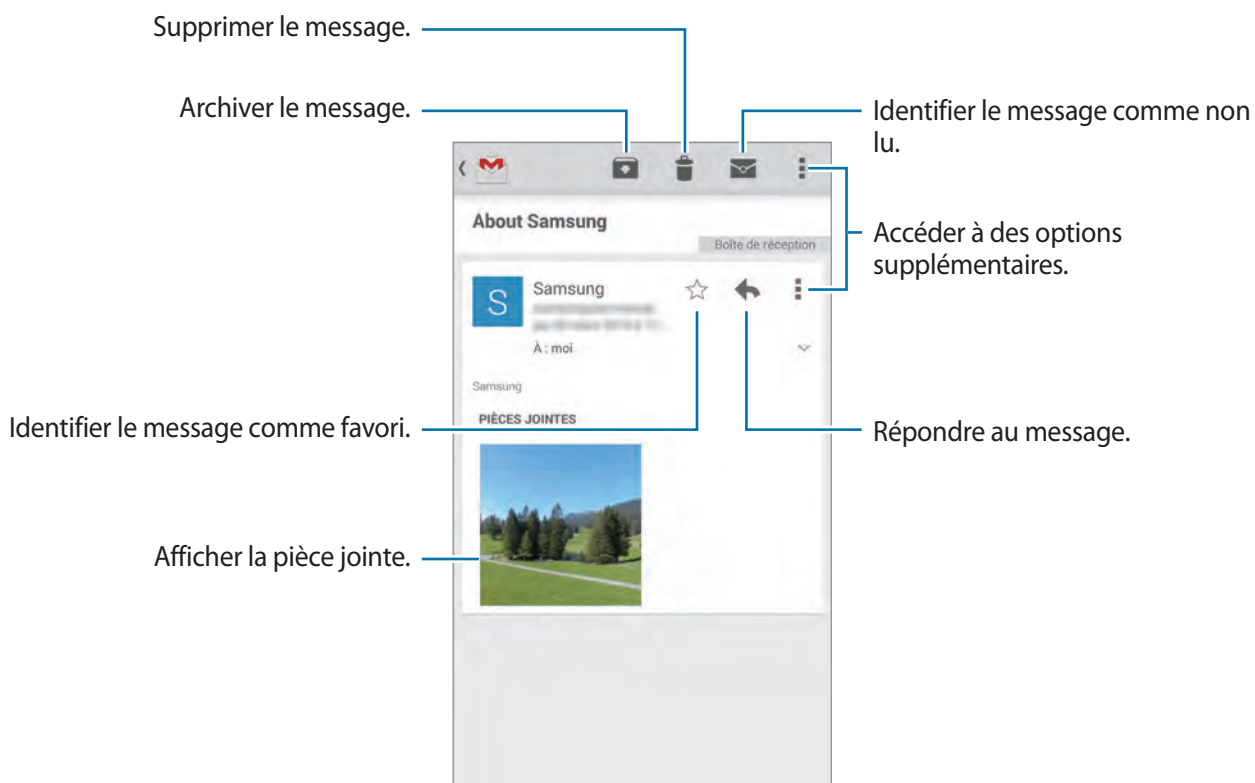 Supprimer le message.
Archiver le message.
Identifier le message comme non
lu.
About Samsung
Boîte de réception
Accéder à des options
supplémentaires.
S
Samsung
À : moi
Samsung
PIÈCES JOINTES
Identifier le message comme favori.
Répondre au message.
Afficher la pièce jointe.